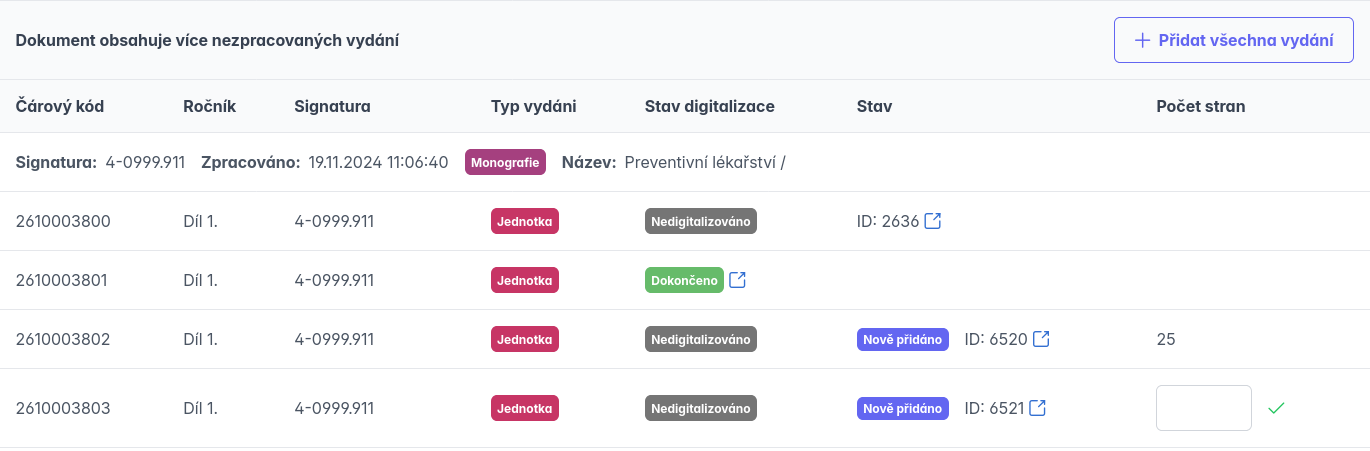 Dokument obsahuje více nezpracovaných vydání Přidat všechna vydání
Čárový kód Ročník Signatura Typ vydáni Stav digitalizace Stav Počet stran
Signatura: 4-0999.911 Zpracováno: 19.11.2024 11:06:40 Monografie Název: Preventivní lékařství /
2610003800 Díl 1. 4-0999.911 Jednotka Nedigitalizováno ID: 2636
2610003801 Díl 1. 4-0999.911 Jednotka Dokončeno
2610003802 Díl 1. 4-0999.911 Jednotka Nedigitalizováno Nově přidáno ID: 6520 25
2610003803 Díl 1. 4-0999.911 Jednotka Nedigitalizováno Nově přidáno ID: 6521